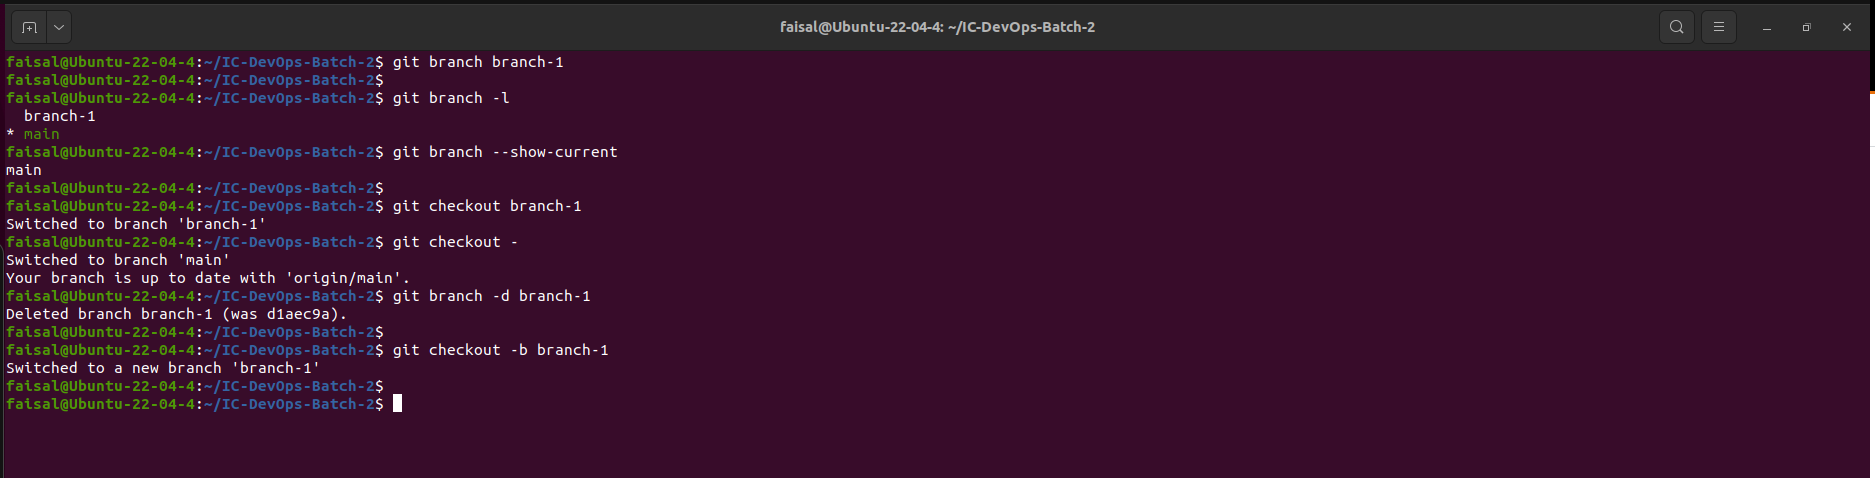 faisal@Ubuntu-22-04-4: ~/IC-DevOps-Batch-2
faisal@Ubuntu-22-04-4:~/IC-DevOps-Batch-2$ git branch branch-1
faisal@Ubuntu-22-04-4:~/IC-DevOps-Batch-2$
faisal@Ubuntu-22-04-4:~/IC-DevOps-Batch-2$ git branch -l
  branch-1
* main
faisal@Ubuntu-22-04-4:~/IC-DevOps-Batch-2$ git branch --show-current
main
faisal@Ubuntu-22-04-4:~/IC-DevOps-Batch-2$
faisal@Ubuntu-22-04-4:~/IC-DevOps-Batch-2$ git checkout branch-1
Switched to branch 'branch-1'
faisal@Ubuntu-22-04-4:~/IC-DevOps-Batch-2$ git checkout -
Switched to branch 'main'
Your branch is up to date with 'origin/main'.
faisal@Ubuntu-22-04-4:~/IC-DevOps-Batch-2$ git branch -d branch-1
Deleted branch branch-1 (was d1aec9a).
faisal@Ubuntu-22-04-4:~/IC-DevOps-Batch-2$
faisal@Ubuntu-22-04-4:~/IC-DevOps-Batch-2$ git checkout -b branch-1
Switched to a new branch 'branch-1'
faisal@Ubuntu-22-04-4:~/IC-DevOps-Batch-2$
faisal@Ubuntu-22-04-4:~/IC-DevOps-Batch-2$